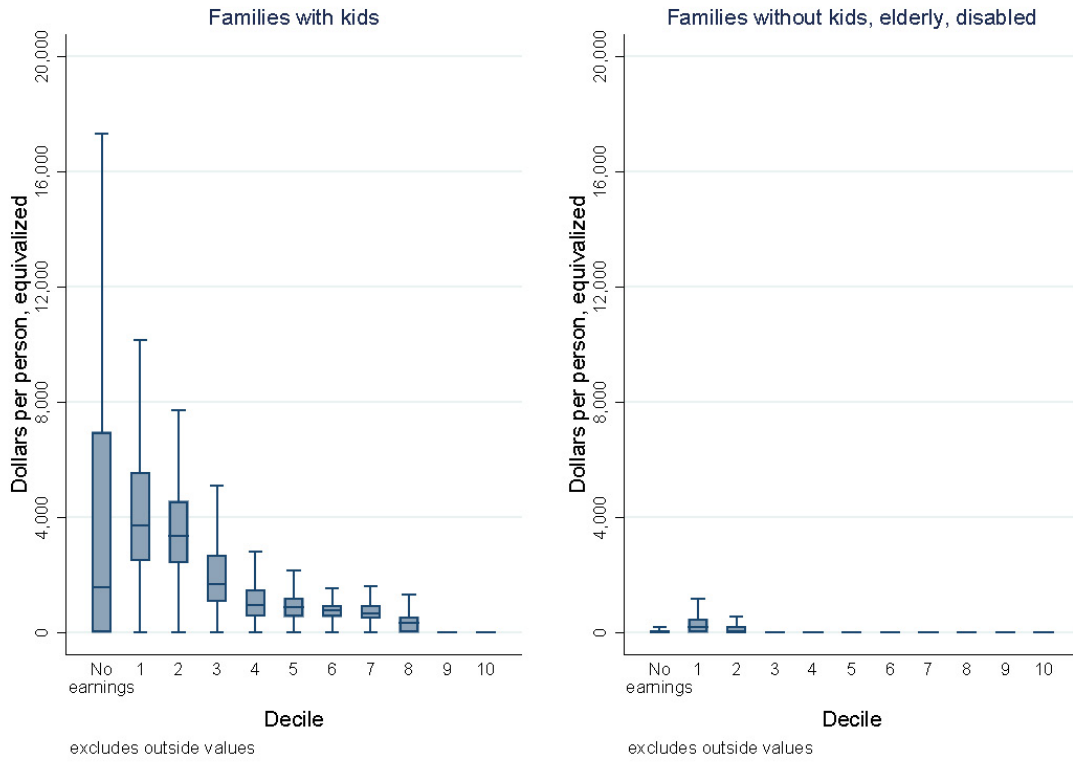 Families with kids
Dollars per person, equivalized
20,000
16,000
12,000
8,000
4,000
0
No earnings 1 2 3 4 5 6 7 8 9 10
Decile
excludes outside values
Families without kids, elderly, disabled
Dollars per person, equivalized
20,000
16,000
12,000
8,000
4,000
0
No earnings 1 2 3 4 5 6 7 8 9 10
Decile
excludes outside values